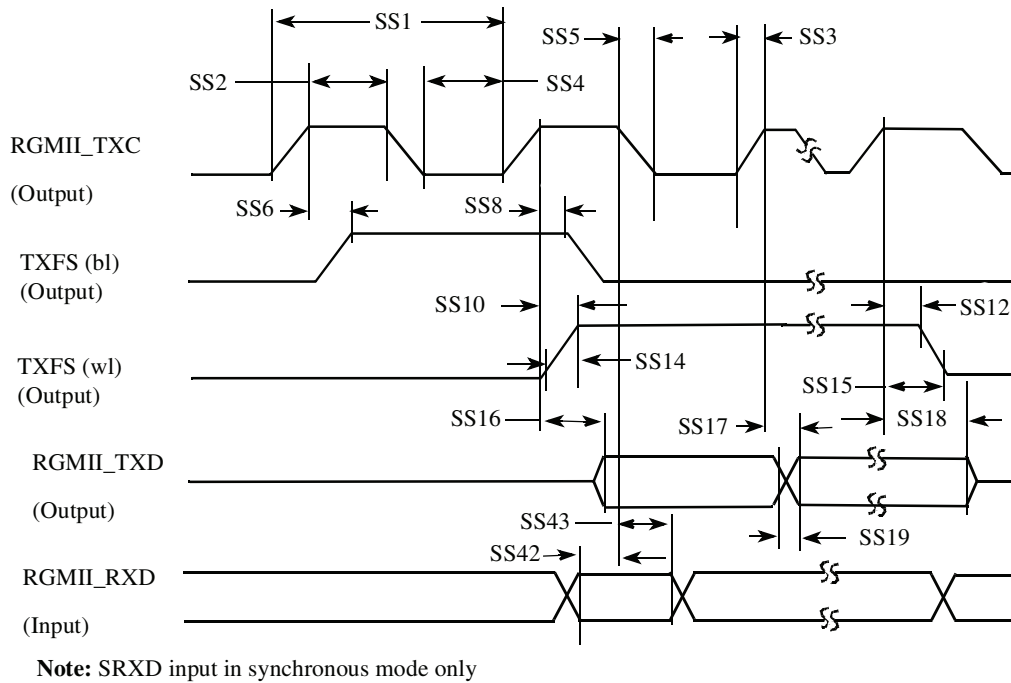 SS1
SS5
SS3
SS2
SS4
RGMII_TXC
(Output)
SS6
SS8
TXFS (bl)
(Output)
SS10
SS12
TXFS (wl)
(Output)
SS14
SS15
SS16
SS17
SS18
RGMII_TXD
(Output)
SS43
SS19
SS42
RGMII_RXD
(Input)
Note: SRXD input in synchronous mode only